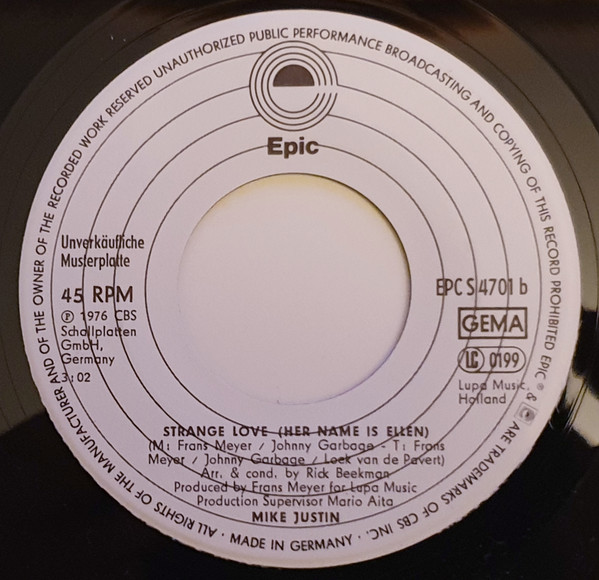 ALL RIGHTS OF THE MANUFACTURER AND OF THE OWNER OF THE RECORDED WORK RESERVED UNAUTHORIZED PUBLIC PERFORMANCE BROADCASTING AND COPYING OF THIS RECORD PROHIBITED EPIC ® & ARE TRADEMARKS OF CBS INC. · MADE IN GERMANY ·
Epic
Unverkäufliche
Musterplatte
45 RPM
℗ 1976 CBS
Schallplatten
GmbH,
Germany
3:02
EPC S 4701 b
GEMA
LC 0199
Lupa Music,
Holland
STRANGE LOVE (HER NAME IS ELLEN)
(M: Frans Meyer / Johnny Garbage - T: Frans
Meyer / Johnny Garbage / Loek van de Pavert)
Arr. & cond. by Rick Beekman
Produced by Frans Meyer for Lupa Music
Production Supervisor Mario Aita
MIKE JUSTIN